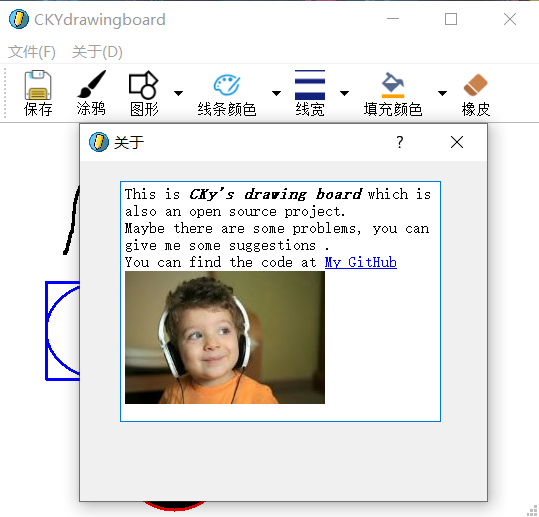 CKYdrawingboard
文件(F) 关于(D)
保存 涂鸦 图形 线条颜色 线宽 填充颜色 橡皮
关于
This is CKy's drawing board which is
also an open source project.
Maybe there are some problems, you can
give me some suggestions .
You can find the code at My GitHub